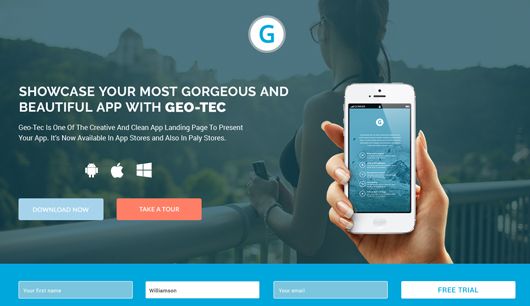 G
SHOWCASE YOUR MOST GORGEOUS AND
BEAUTIFUL APP WITH GEO-TEC
Geo-Tec Is One Of The Creative And Clean App Landing Page To Present
Your App. It's Now Available In App Stores and Also In Paly Stores.
DOWNLOAD NOW
TAKE A TOUR
G
Your first name
Williamson
Your email
FREE TRIAL